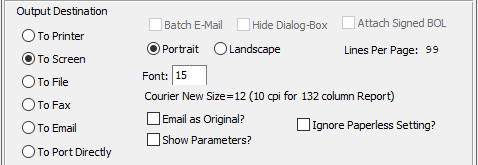 Output Destination
To Printer
To Screen
To File
To Fax
To Email
To Port Directly
Batch E-Mail Hide Dialog-Box Attach Signed BOL
Portrait Landscape Lines Per Page: 99
Font: 15
Courier New Size=12 (10 cpi for 132 column Report)
Email as Original? Ignore Paperless Setting?
Show Parameters?